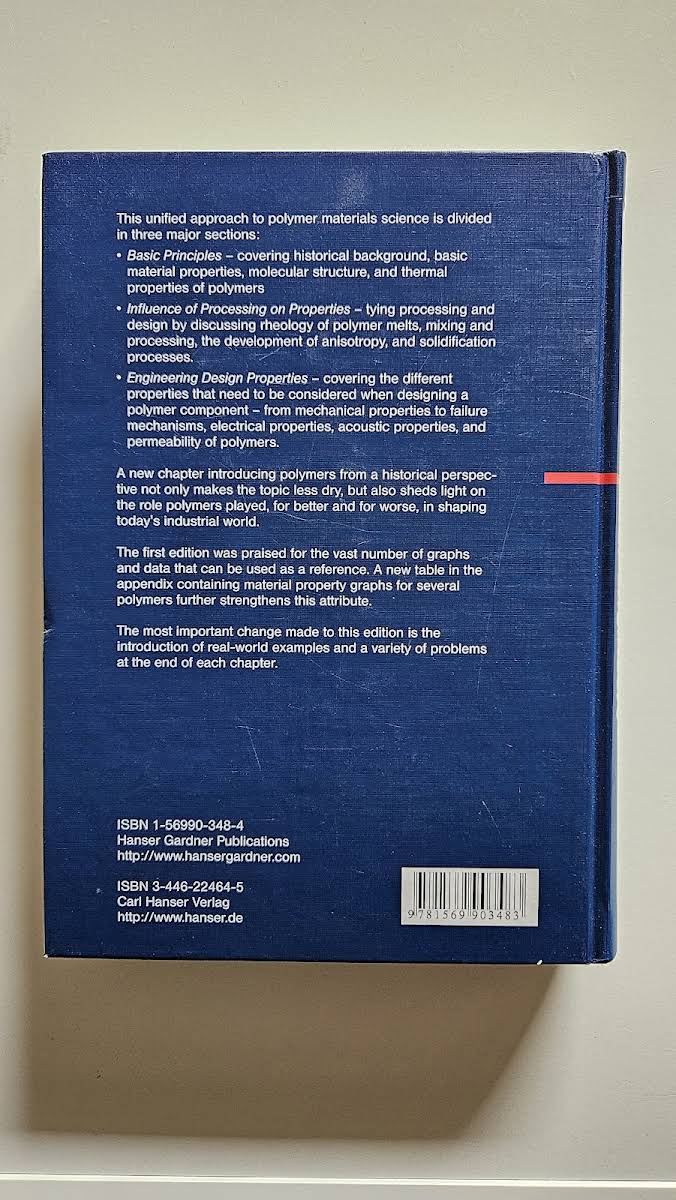 This unified approach to polymer materials science is divided
in three major sections:
• Basic Principles – covering historical background, basic
material properties, molecular structure, and thermal
properties of polymers
• Influence of Processing on Properties – tying processing and
design by discussing rheology of polymer melts, mixing and
processing, the development of anisotropy, and solidification
processes.
• Engineering Design Properties – covering the different
properties that need to be considered when designing a
polymer component – from mechanical properties to failure
mechanisms, electrical properties, acoustic properties, and
permeability of polymers.
A new chapter introducing polymers from a historical perspec-
tive not only makes the topic less dry, but also sheds light on
the role polymers played, for better and for worse, in shaping
today's industrial world.
The first edition was praised for the vast number of graphs
and data that can be used as a reference. A new table in the
appendix containing material property graphs for several
polymers further strengthens this attribute.
The most important change made to this edition is the
introduction of real-world examples and a variety of problems
at the end of each chapter.
ISBN 1-56990-348-4
Hanser Gardner Publications
http://www.hansergardner.com
ISBN 3-446-22464-5
Carl Hanser Verlag
http://www.hanser.de
9 781569 903483